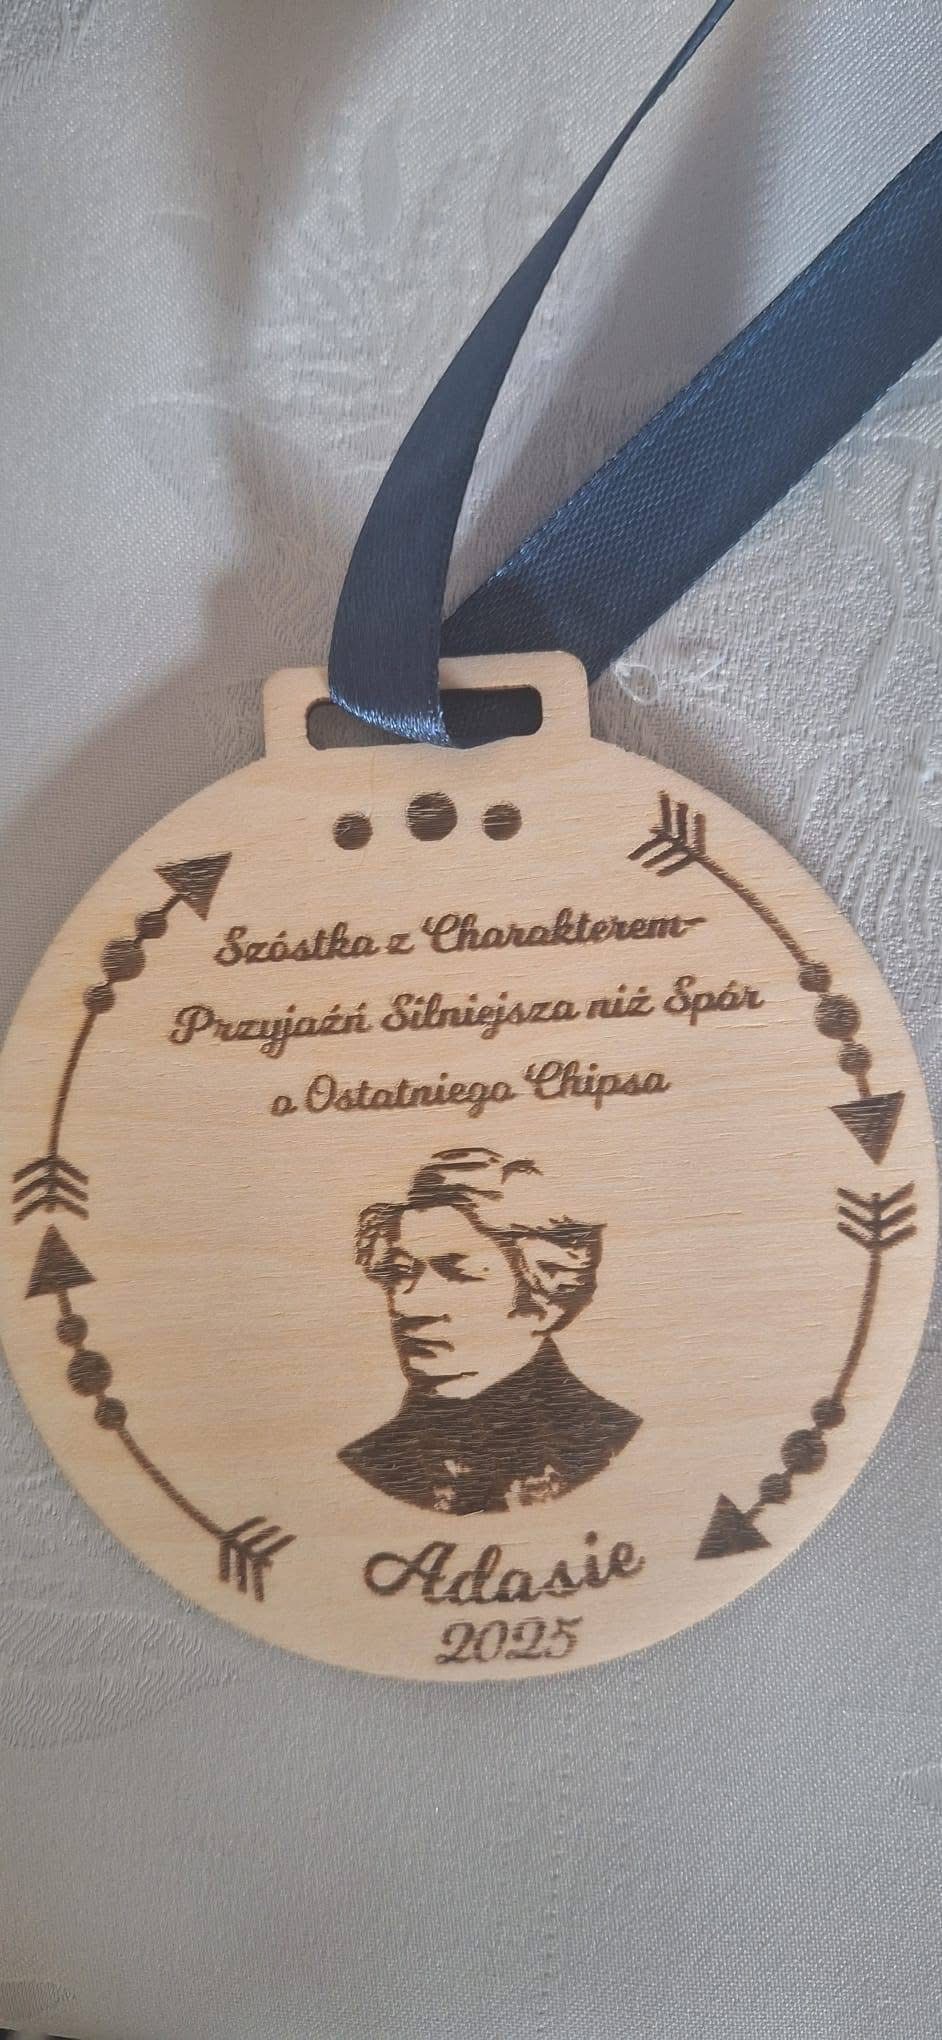 Szóstka z Charakterem-
Przyjaźń Silniejsza niż Spór
o Ostatniego Chipsa
Adasie
2025